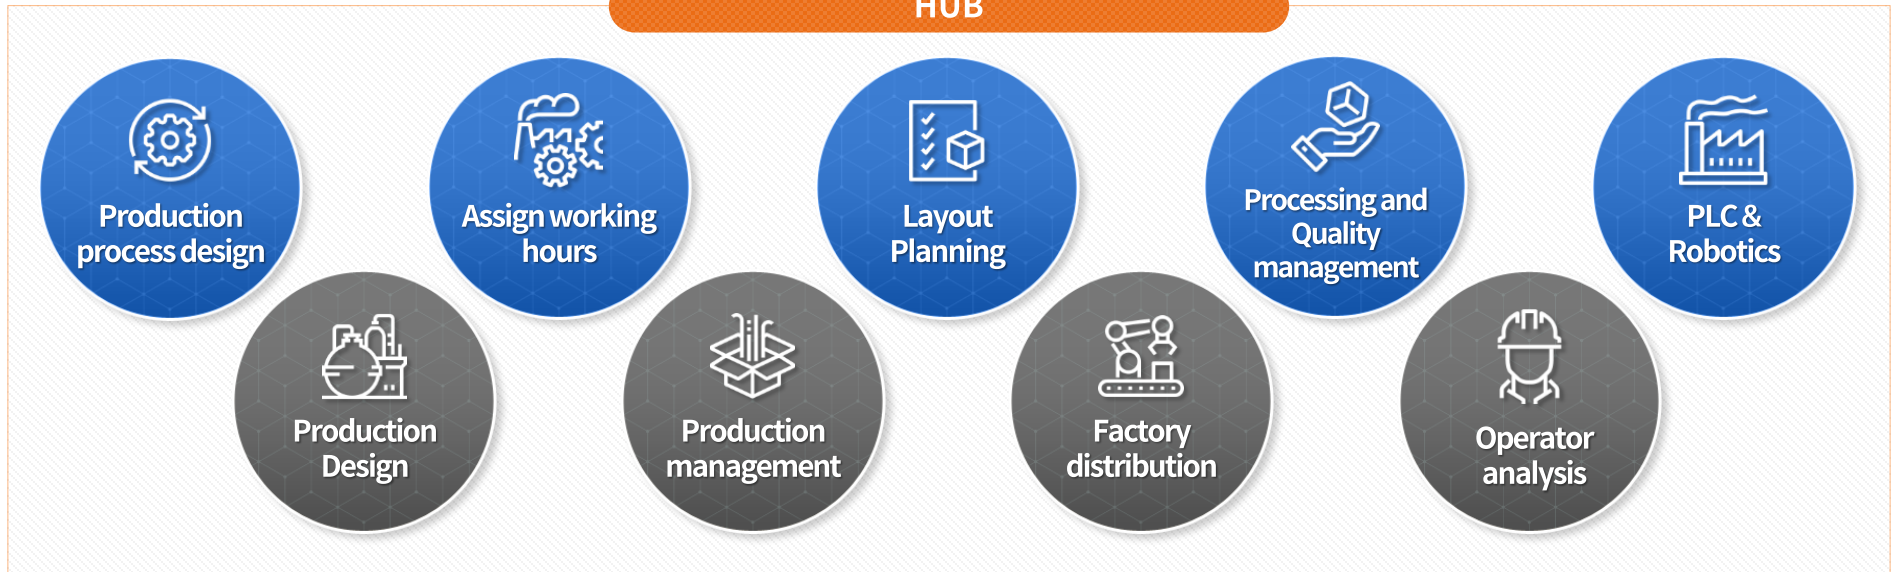 HUB
Production
process design
Assign working
hours
Layout
Planning
Processing and
Quality
management
PLC &
Robotics
Production
Design
Production
management
Factory
distribution
Operator
analysis